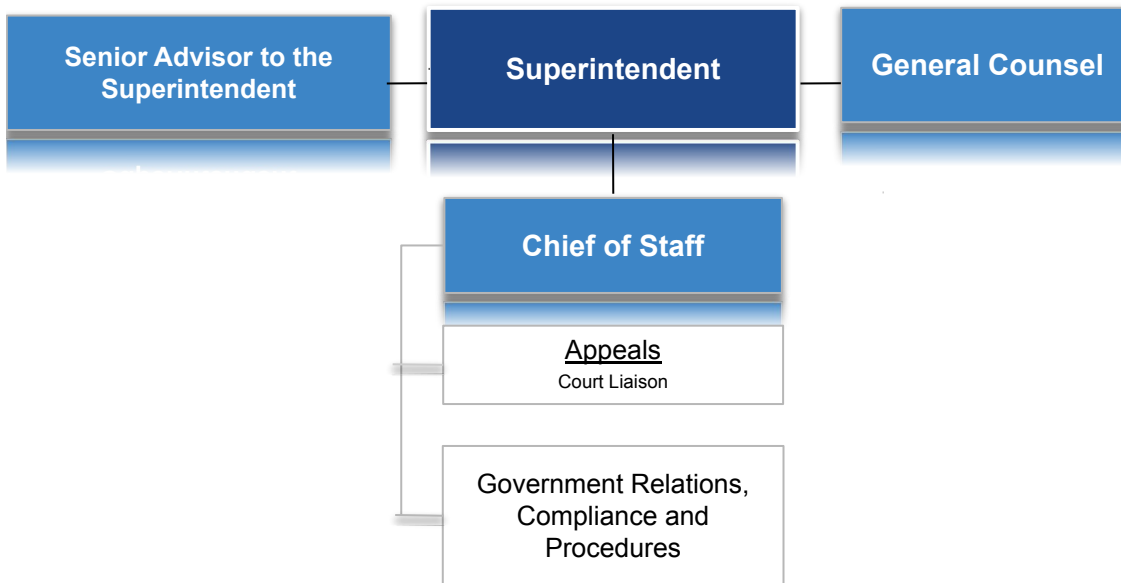 Senior Advisor to the
Superintendent
Superintendent
General Counsel
Chief of Staff
Appeals
Court Liaison
Government Relations,
Compliance and
Procedures